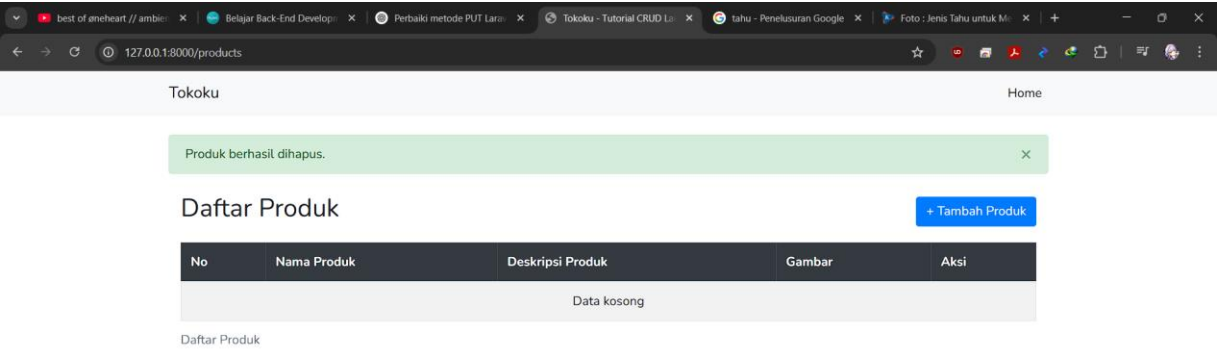 best of øneheart // ambien
Belajar Back-End Developm
Perbaiki metode PUT Larav
Tokoku - Tutorial CRUD La
tahu - Penelusuran Google
Foto : Jenis Tahu untuk Me
127.0.0.1:8000/products
Tokoku
Home
Produk berhasil dihapus.
Daftar Produk
+ Tambah Produk
No Nama Produk Deskripsi Produk Gambar Aksi
Data kosong
Daftar Produk